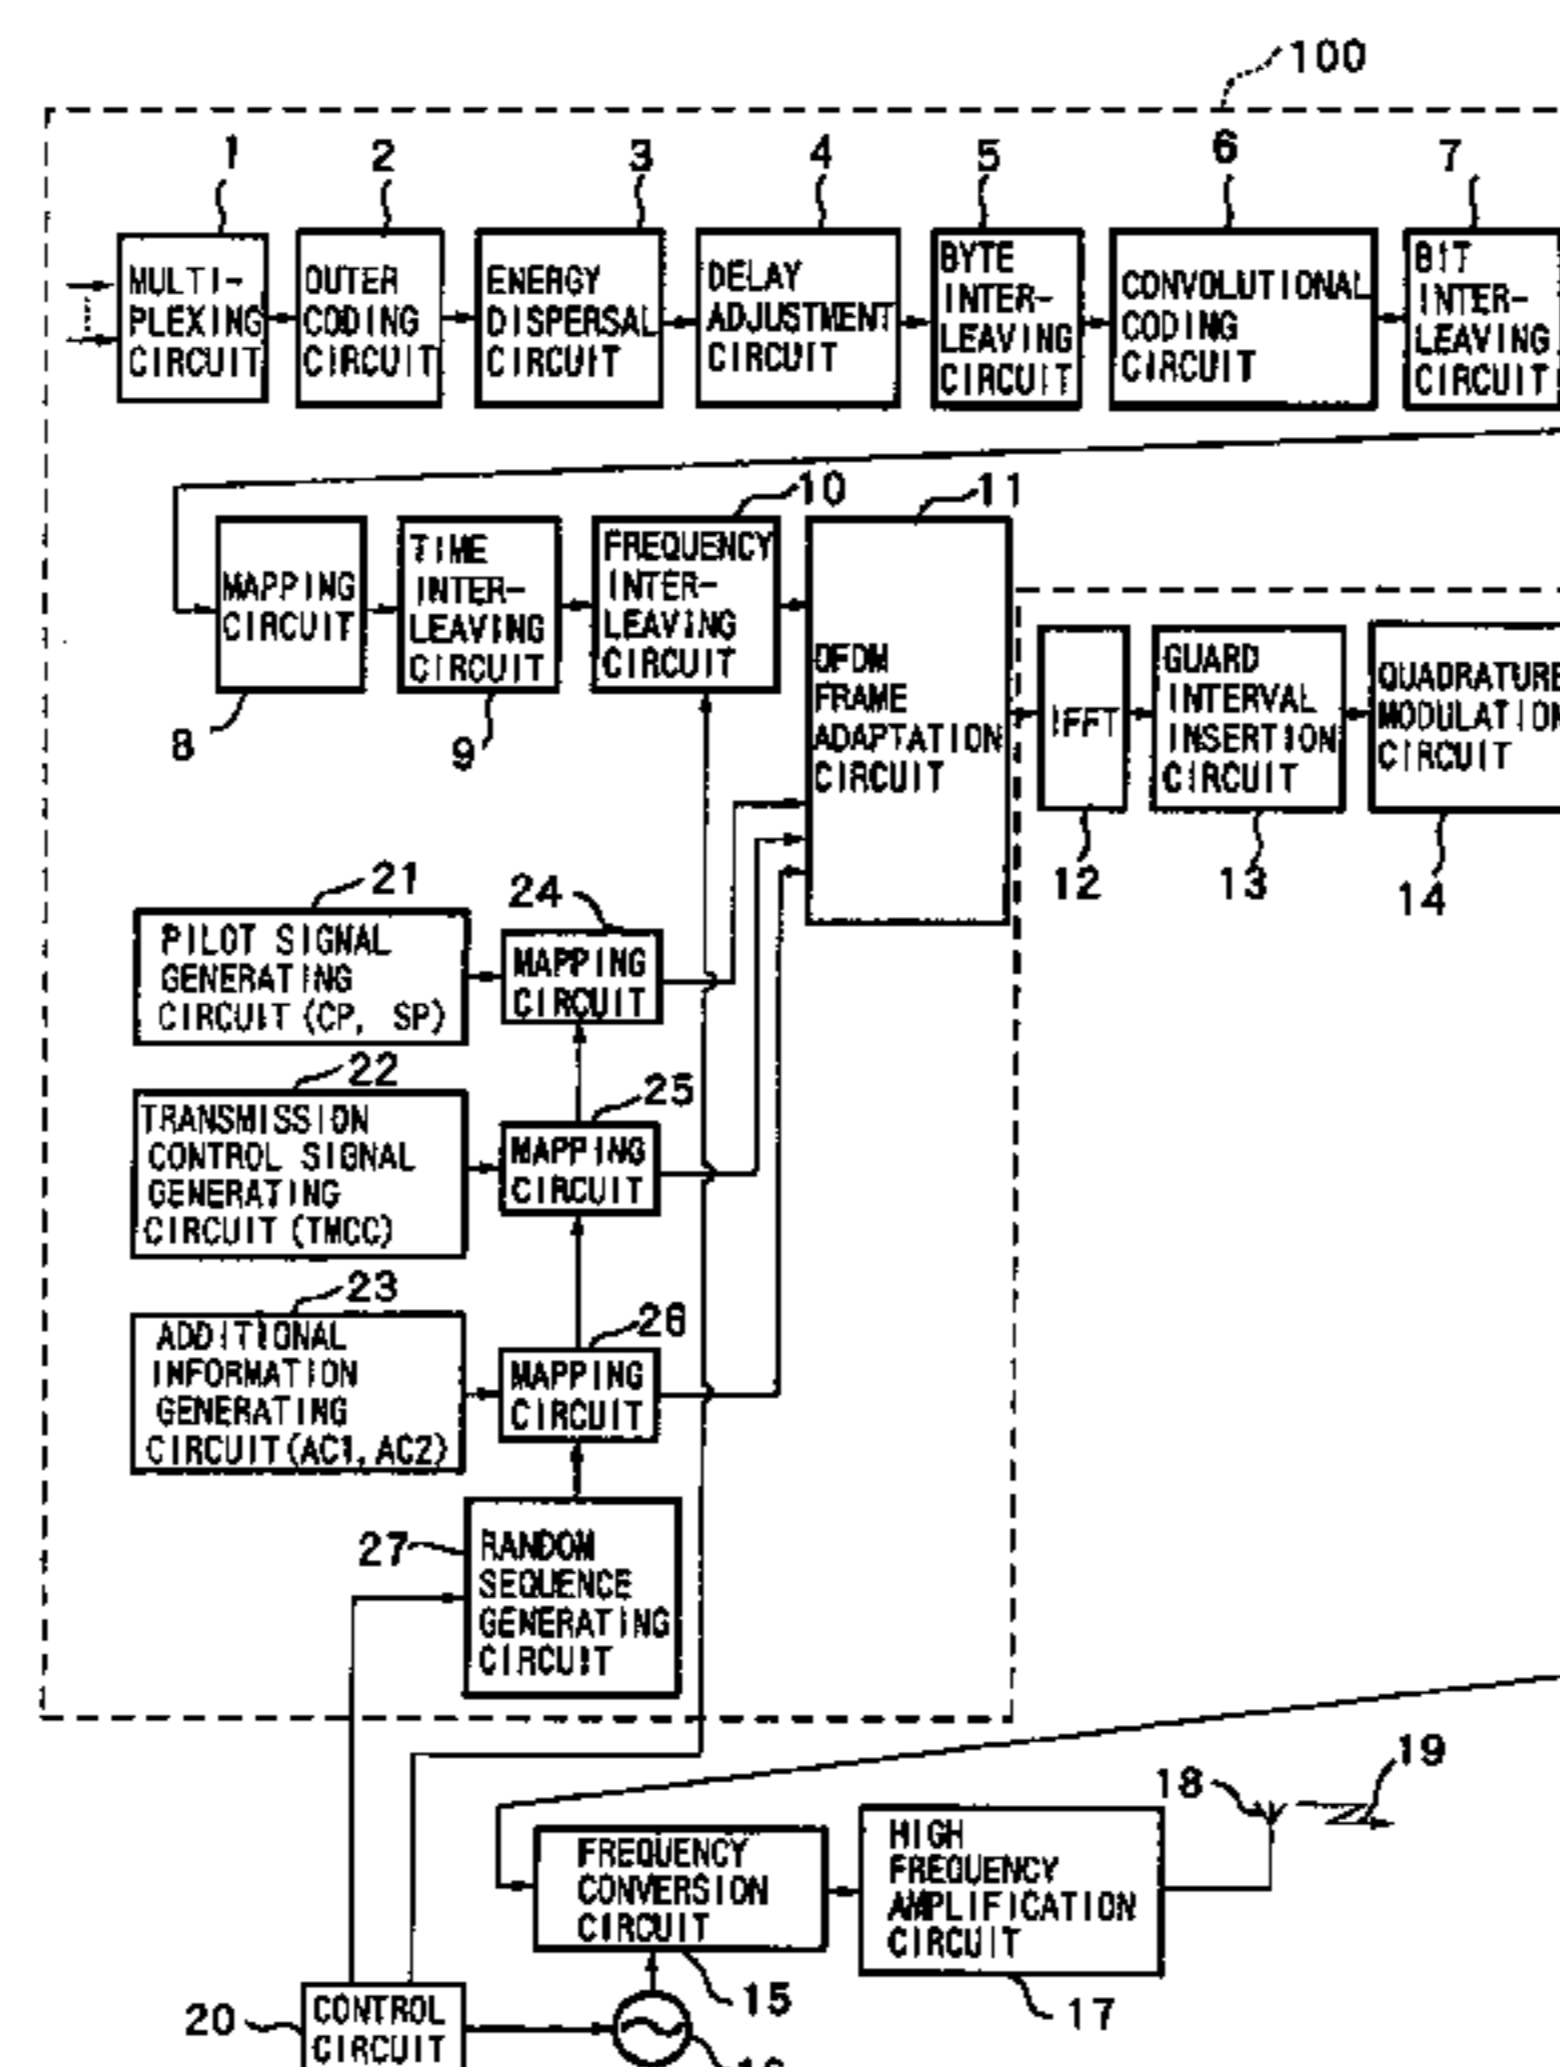 100
1
2
3
4
5
6
7
MULTI-
PLEXING
CIRCUIT
OUTER
CODING
CIRCUIT
ENERGY
DISPERSAL
CIRCUIT
DELAY
ADJUSTMENT
CIRCUIT
BYTE
INTER-
LEAVING
CIRCUIT
CONVOLUTIONAL
CODING
CIRCUIT
BIT
INTER-
LEAVING
CIRCUIT
10
11
MAPPING
CIRCUIT
8
TIME
INTER-
LEAVING
CIRCUIT
9
FREQUENCY
INTER-
LEAVING
CIRCUIT
OFDM
FRAME
ADAPTATION
CIRCUIT
IFFT
12
GUARD
INTERVAL
INSERTION
CIRCUIT
13
QUADRATURE
MODULATION
CIRCUIT
14
21
PILOT SIGNAL
GENERATING
CIRCUIT (CP, SP)
24
MAPPING
CIRCUIT
22
TRANSMISSION
CONTROL SIGNAL
GENERATING
CIRCUIT (TMCC)
25
MAPPING
CIRCUIT
23
ADDITIONAL
INFORMATION
GENERATING
CIRCUIT (AC1, AC2)
26
MAPPING
CIRCUIT
27
RANDOM
SEQUENCE
GENERATING
CIRCUIT
18
19
FREQUENCY
CONVERSION
CIRCUIT
15
HIGH
FREQUENCY
AMPLIFICATION
CIRCUIT
17
20
CONTROL
CIRCUIT